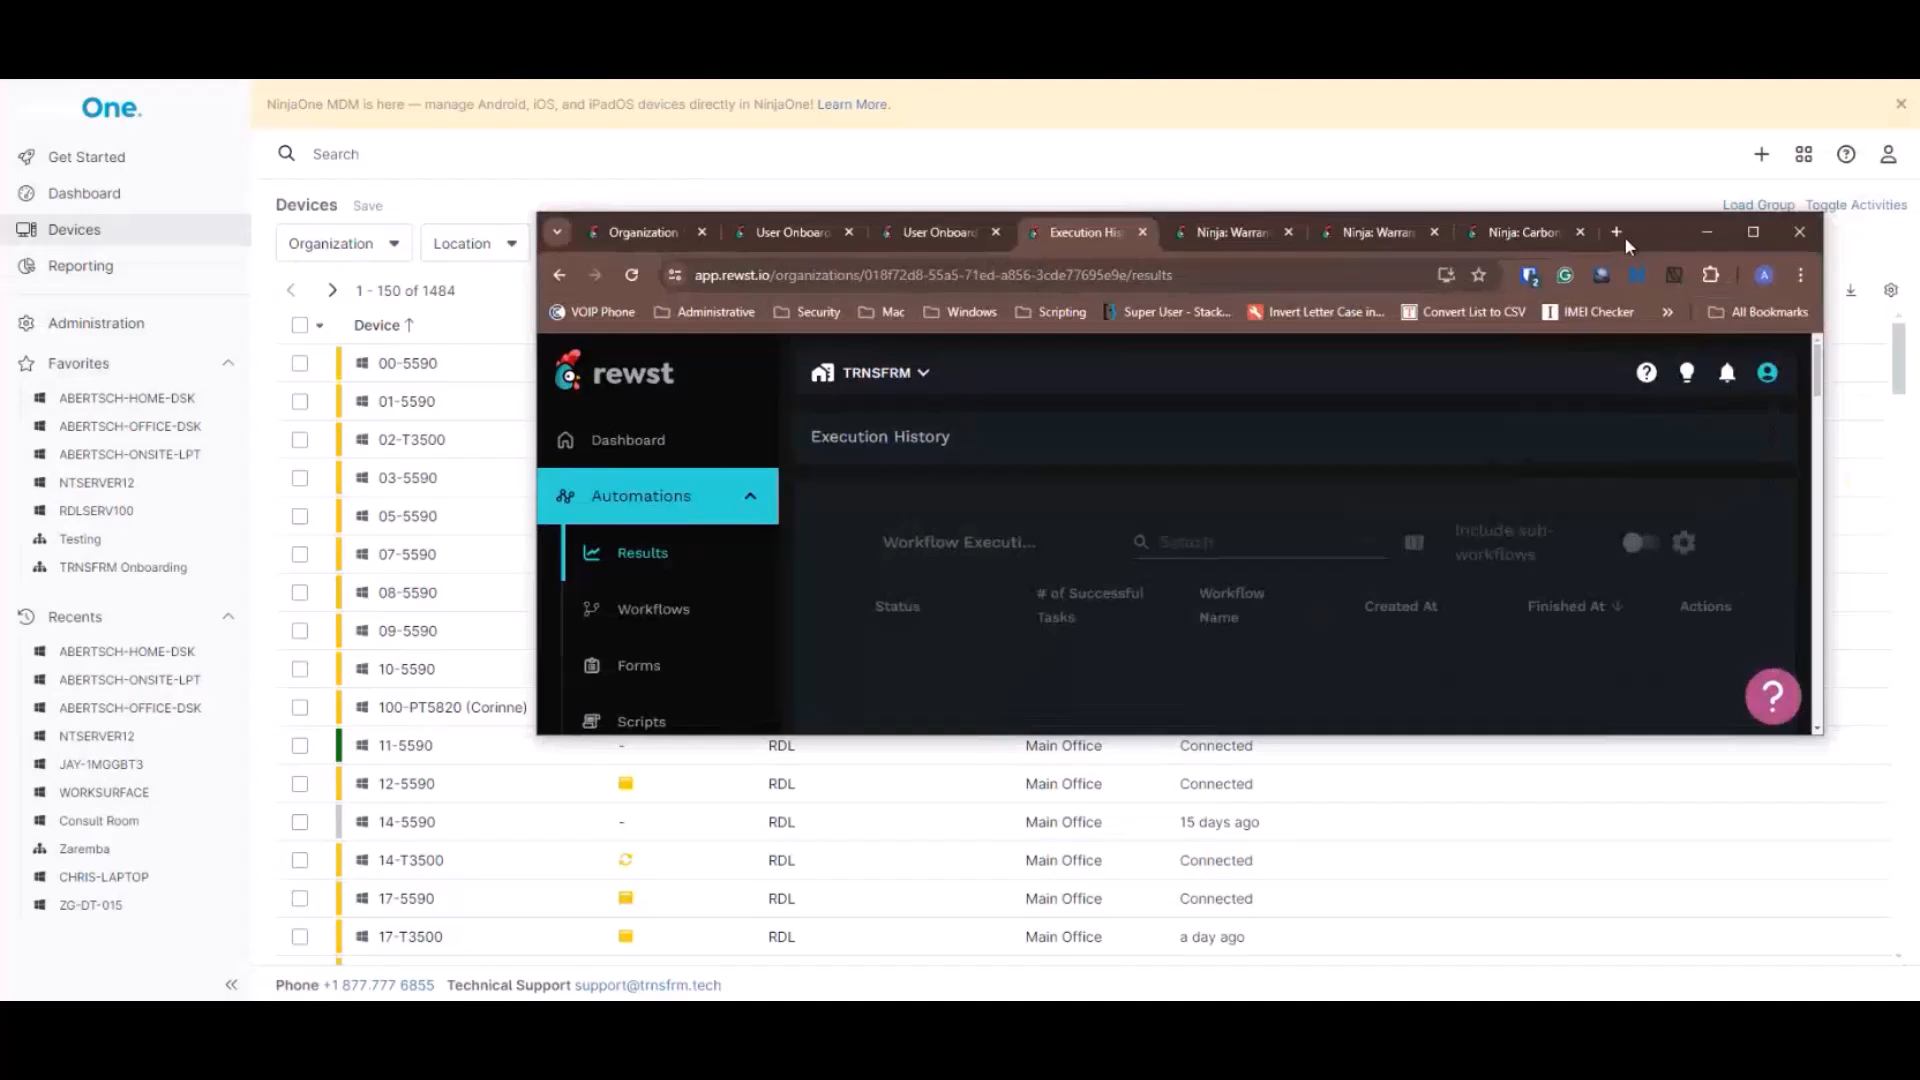 One.
NinjaOne MDM is here — manage Android, iOS, and iPadOS devices directly in NinjaOne! Learn More.
Get Started
Dashboard
Devices
Reporting
Administration
Favorites
ABERTSCH-HOME-DSK
ABERTSCH-OFFICE-DSK
ABERTSCH-ONSITE-LPT
NTSERVER12
RDLSERV100
Testing
TRNSFRM Onboarding
Recents
ABERTSCH-HOME-DSK
ABERTSCH-ONSITE-LPT
ABERTSCH-OFFICE-DSK
NTSERVER12
JAY-1MGGBT3
WORKSURFACE
Consult Room
Zaremba
CHRIS-LAPTOP
ZG-DT-015
Search
Devices Save
Load Group Toggle Activities
Organization Location
1 - 150 of 1484
Device
00-5590
01-5590
02-T3500
03-5590
05-5590
07-5590
08-5590
09-5590
10-5590
100-PT5820 (Corinne)
11-5590 - RDL Main Office Connected
12-5590 RDL Main Office Connected
14-5590 - RDL Main Office 15 days ago
14-T3500 RDL Main Office Connected
17-5590 RDL Main Office Connected
17-T3500 RDL Main Office a day ago
Phone +1 877.777 6855 Technical Support support@trnsfrm.tech
Organization User Onboar User Onboar Execution His Ninja: Warran Ninja: Warran Ninja: Carbon
app.rewst.io/organizations/018f72d8-55a5-71ed-a856-3cde77695e9e/results
VOIP Phone Administrative Security Mac Windows Scripting Super User - Stack... Invert Letter Case in... Convert List to CSV IMEI Checker » All Bookmarks
rewst
TRNSFRM
Dashboard
Automations
Results
Workflows
Forms
Scripts
Execution History
Workflow Executi...
Search
Include sub-workflows
Status
# of Successful Tasks
Workflow Name
Created At
Finished At
Actions